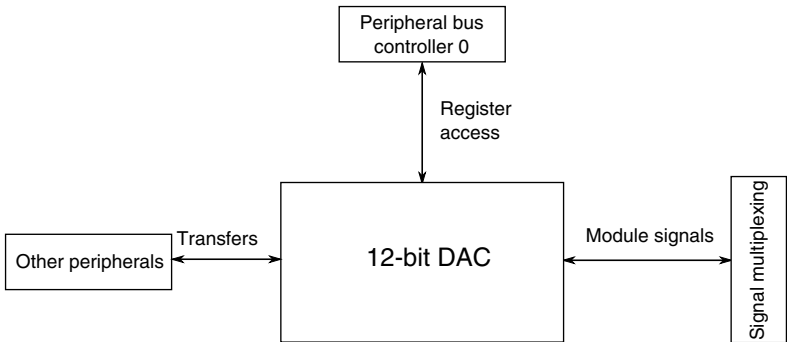 Peripheral bus
controller 0
Register
access
Transfers
Other peripherals
12-bit DAC
Module signals
Signal multiplexing